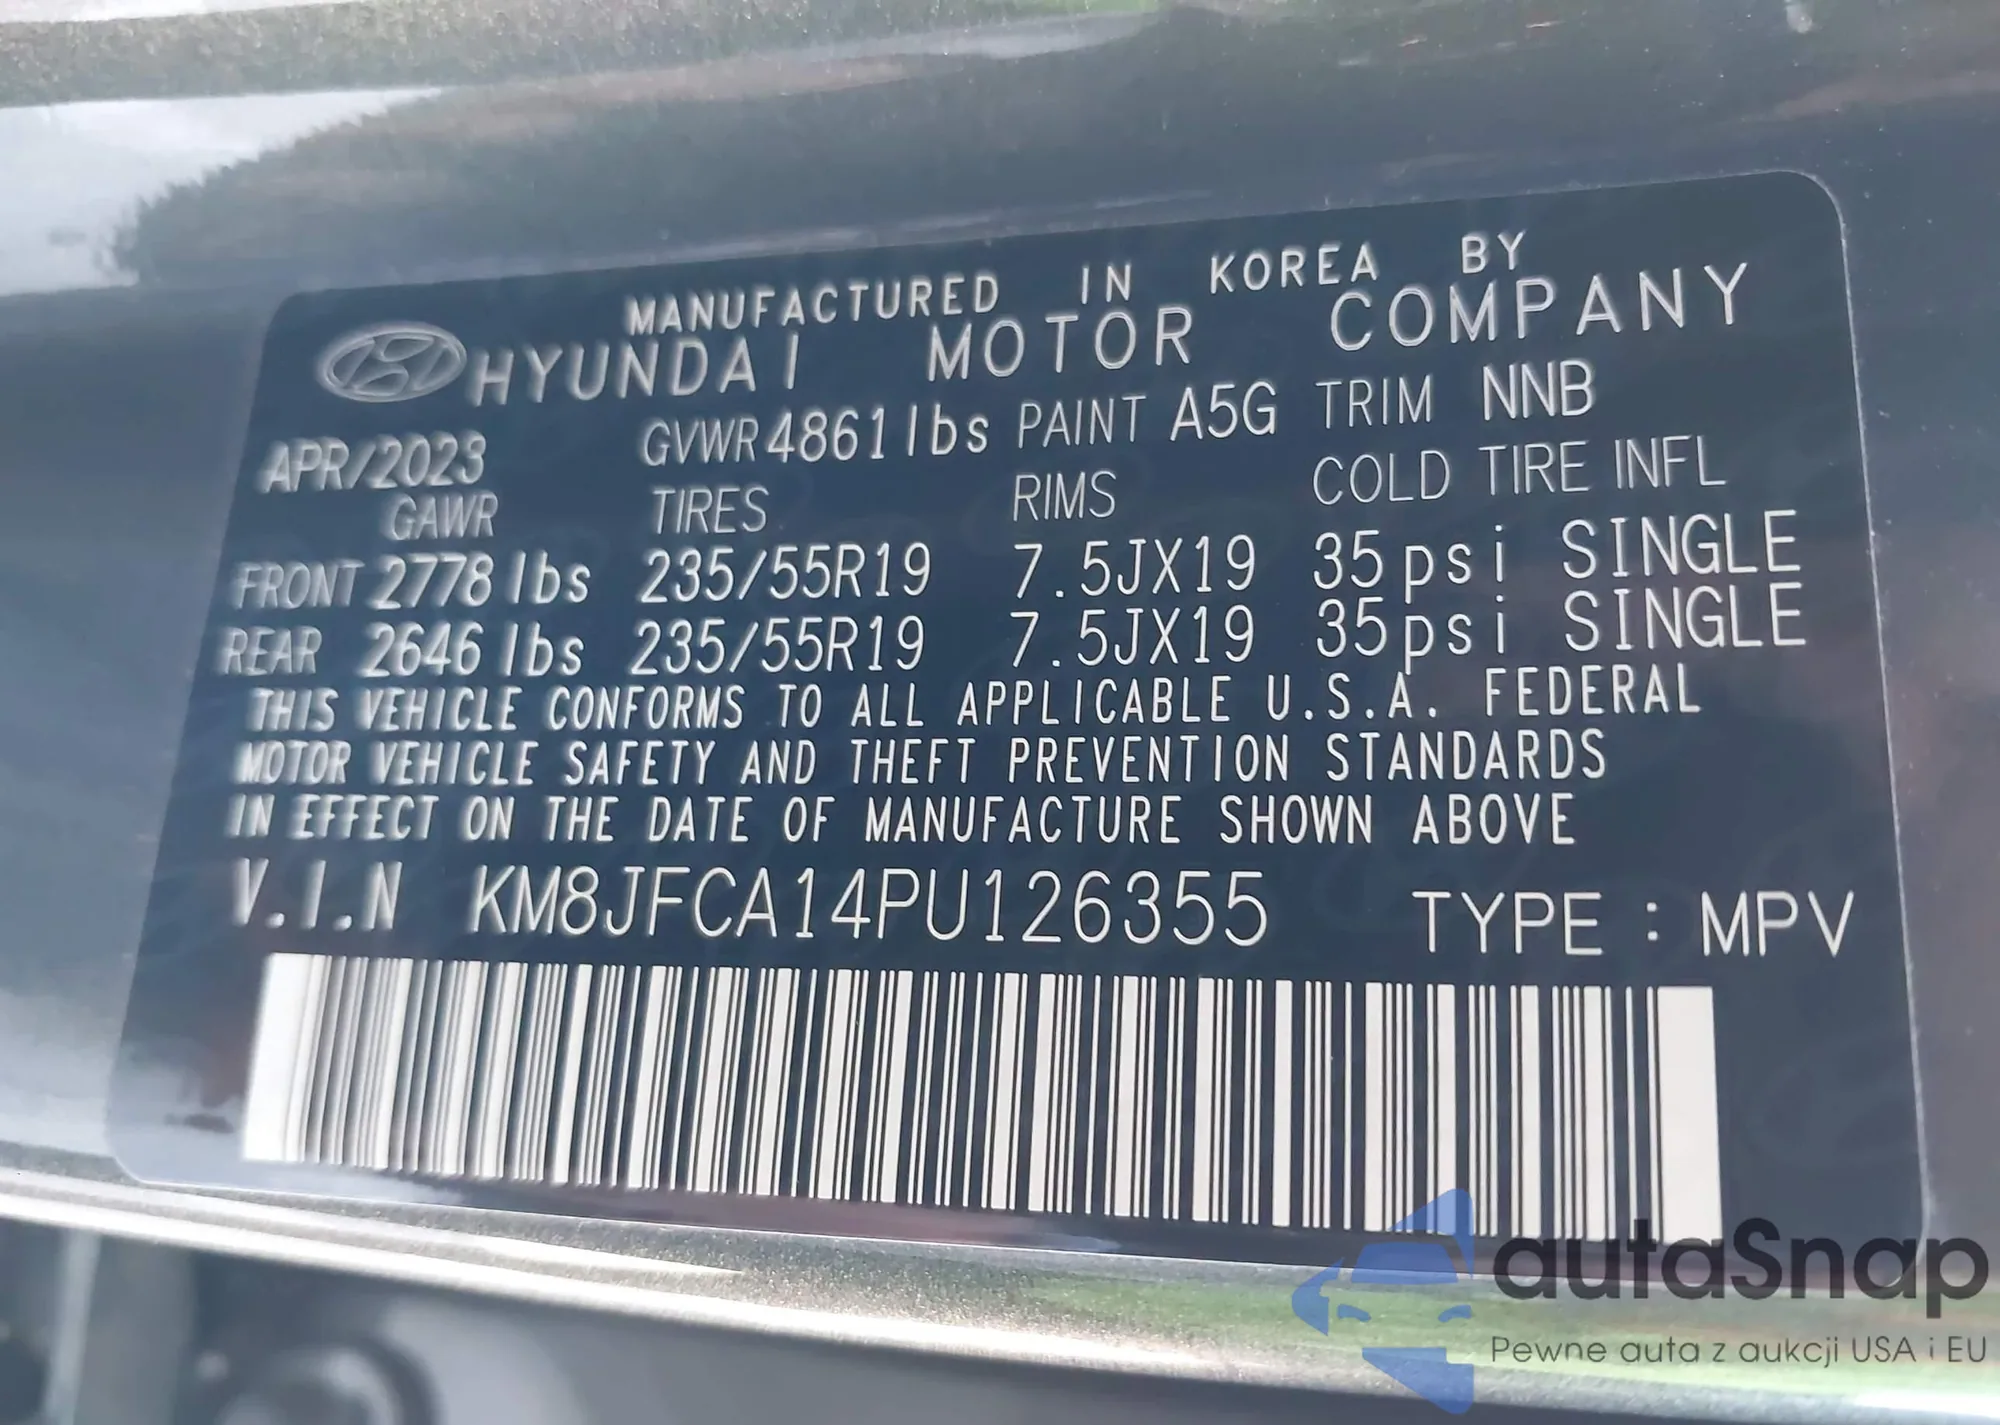 MANUFACTURED IN KOREA BY
HYUNDAI MOTOR COMPANY
APR/2023 GVWR 4861lbs PAINT A5G TRIM NNB
GAWR TIRES RIMS COLD TIRE INFL
FRONT 2778 lbs 235/55R19 7.5JX19 35psi SINGLE
REAR 2646 lbs 235/55R19 7.5JX19 35psi SINGLE
THIS VEHICLE CONFORMS TO ALL APPLICABLE U.S.A. FEDERAL
MOTOR VEHICLE SAFETY AND THEFT PREVENTION STANDARDS
IN EFFECT ON THE DATE OF MANUFACTURE SHOWN ABOVE
V.I.N KM8JFCA14PU126355 TYPE : MPV
autaSnap
Pewne auta z aukcji USA i EU